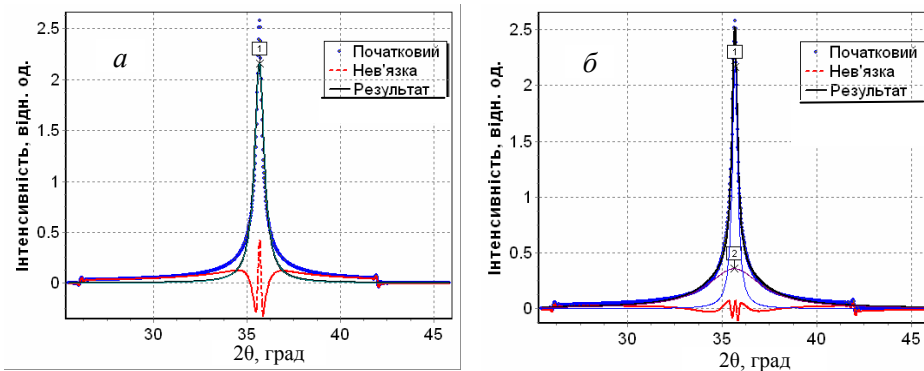 Інтенсивність, відн. од.
2.5
2
1.5
1
0.5
0
а
1
Початковий
Нев'язка
Результат
30
35
40
45
2θ, град
Інтенсивність, відн. од.
2.5
2
1.5
1
0.5
0
б
1
2
Початковий
Нев'язка
Результат
30
35
40
45
2θ, град